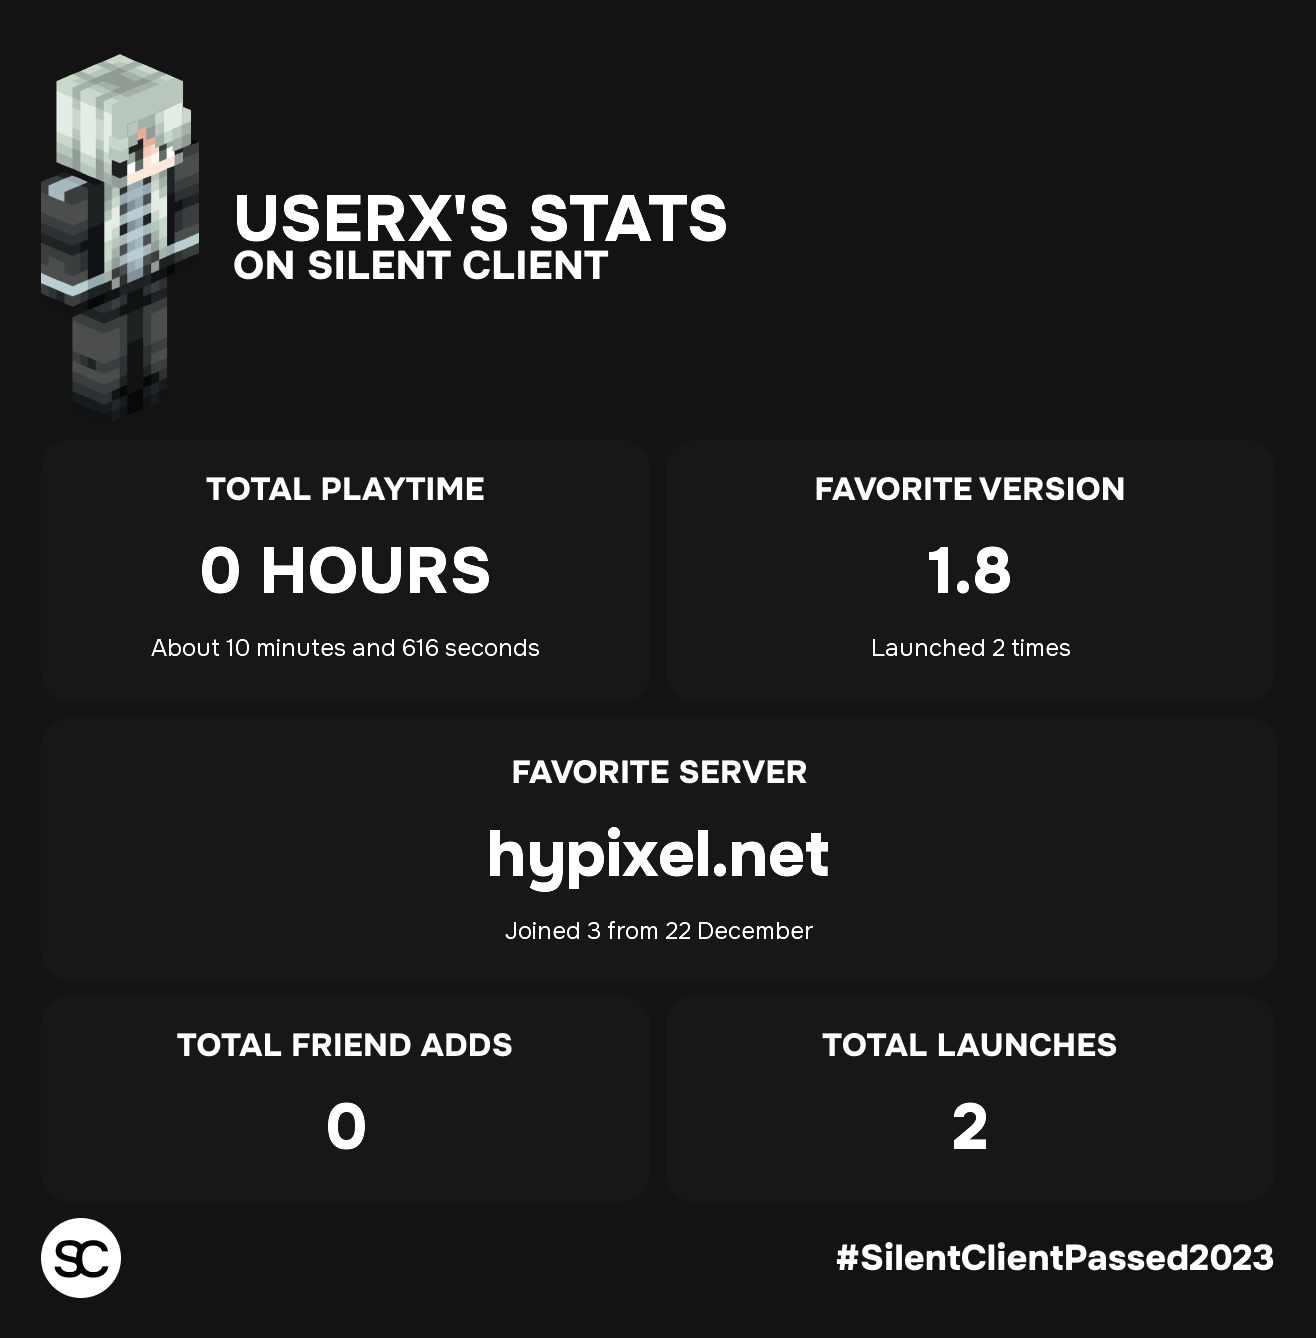 USERX'S STATS
ON SILENT CLIENT
TOTAL PLAYTIME
0 HOURS
About 10 minutes and 616 seconds
FAVORITE VERSION
1.8
Launched 2 times
FAVORITE SERVER
hypixel.net
Joined 3 from 22 December
TOTAL FRIEND ADDS
0
TOTAL LAUNCHES
2
SC
#SilentClientPassed2023